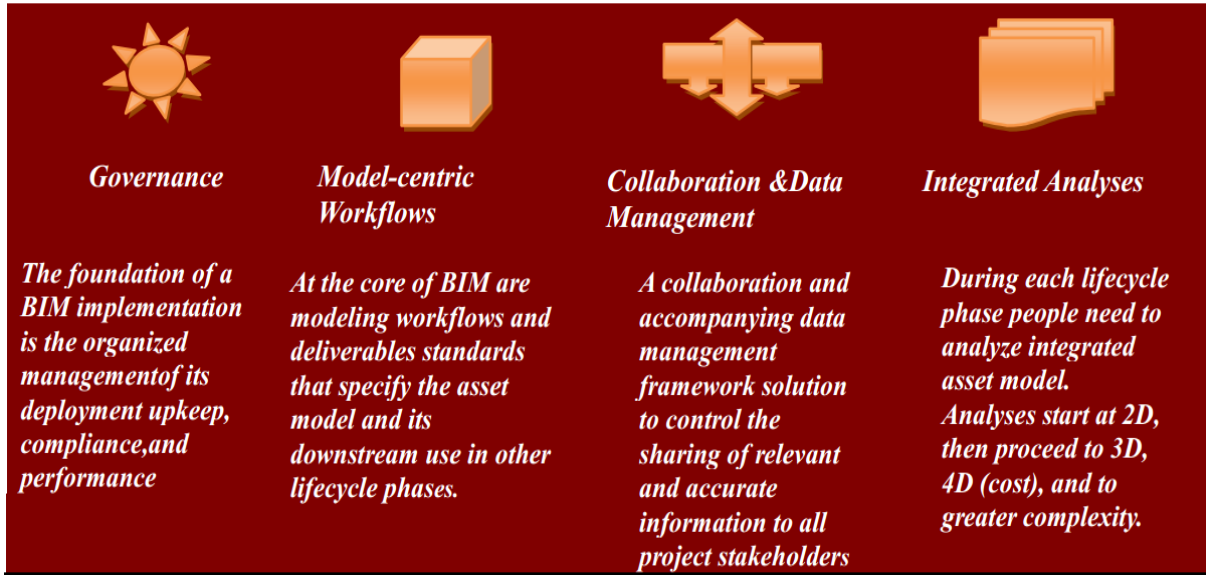 Governance
The foundation of a
BIM implementation
is the organized
managementof its
deployment upkeep,
compliance,and
performance
Model-centric
Workflows
At the core of BIM are
modeling workflows and
deliverables standards
that specify the asset
model and its
downstream use in other
lifecycle phases.
Collaboration &Data
Management
A collaboration and
accompanying data
management
framework solution
to control the
sharing of relevant
and accurate
information to all
project stakeholders
Integrated Analyses
During each lifecycle
phase people need to
analyze integrated
asset model.
Analyses start at 2D,
then proceed to 3D,
4D (cost), and to
greater complexity.